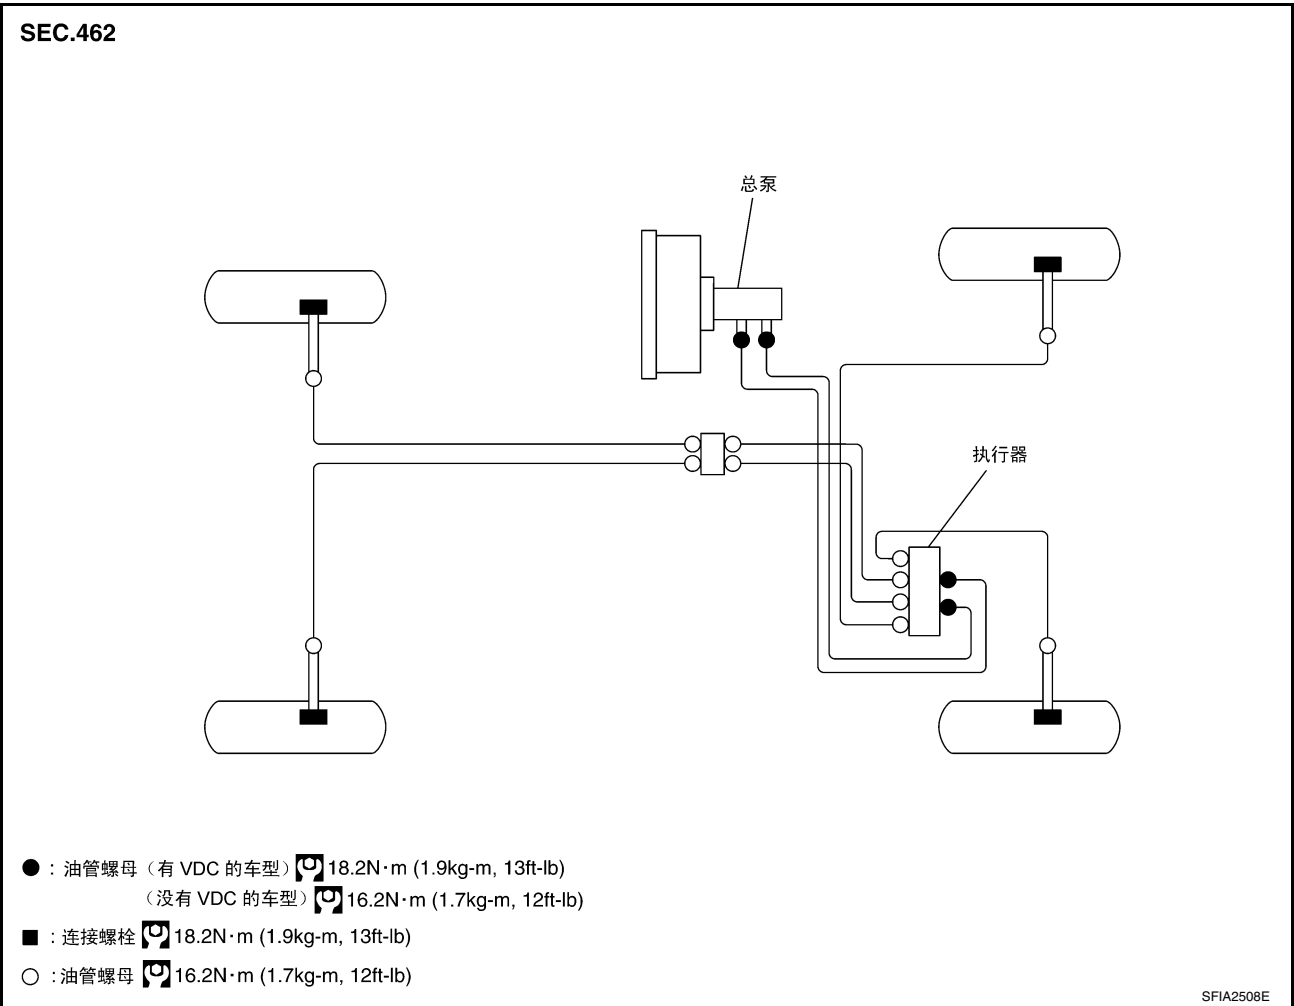 SEC.462
总泵
执行器
● : 油管螺母（有 VDC 的车型）18.2N·m (1.9kg-m, 13ft-lb)
（没有 VDC 的车型）16.2N·m (1.7kg-m, 12ft-lb)
■ : 连接螺栓 18.2N·m (1.9kg-m, 13ft-lb)
○ : 油管螺母 16.2N·m (1.7kg-m, 12ft-lb)
SFIA2508E